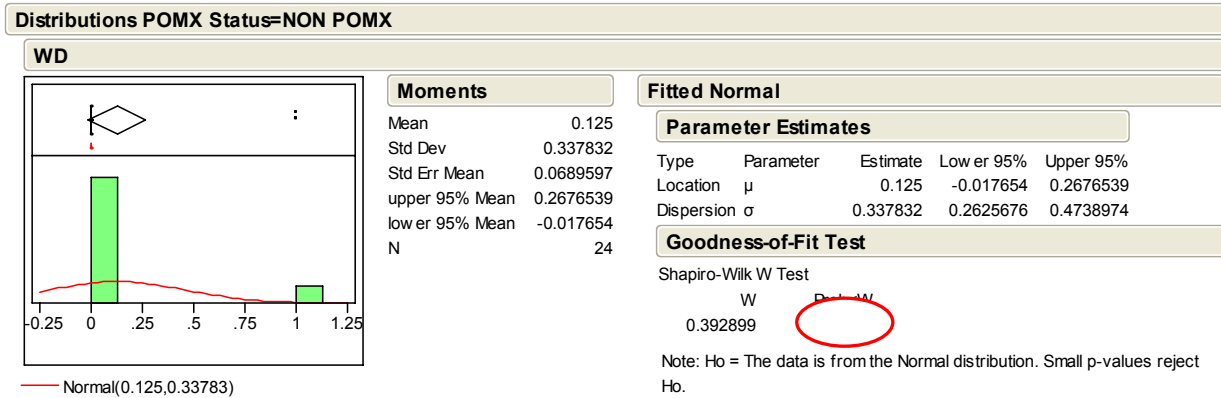 Distributions POMX Status=NON POMX
WD
-0.25 0 .25 .5 .75 1 1.25
Normal(0.125,0.33783)
Moments
Mean 0.125
Std Dev 0.337832
Std Err Mean 0.0689597
upper 95% Mean 0.2676539
lower 95% Mean -0.017654
N 24
Fitted Normal
Parameter Estimates
Type Parameter Estimate Lower 95% Upper 95%
Location μ 0.125 -0.017654 0.2676539
Dispersion σ 0.337832 0.2625676 0.4738974
Goodness-of-Fit Test
Shapiro-Wilk W Test
W
0.392899
Note: Ho = The data is from the Normal distribution. Small p-values reject
Ho.